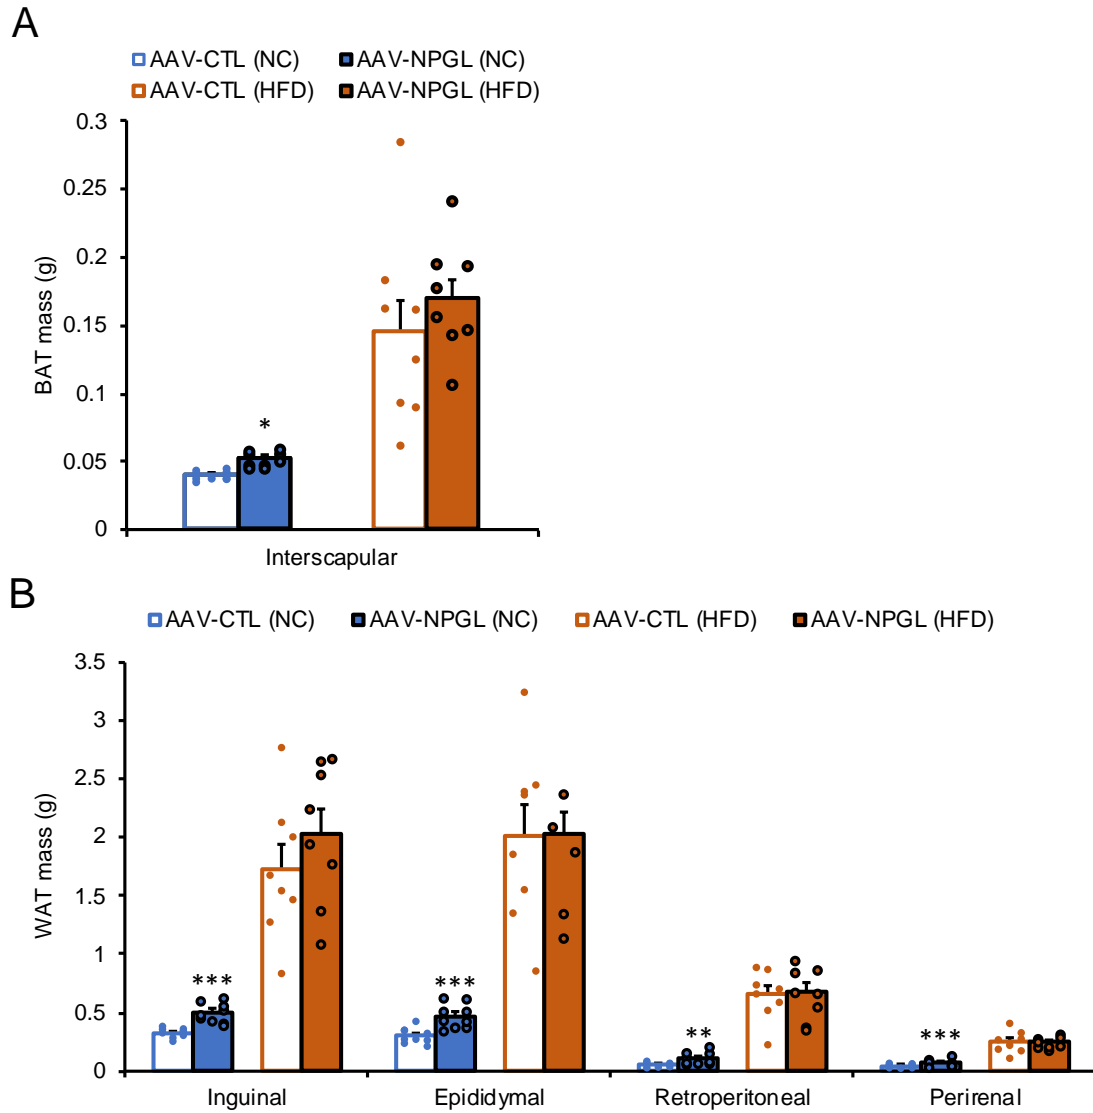 A
AAV-CTL (NC) AAV-NPGL (NC)
AAV-CTL (HFD) AAV-NPGL (HFD)
0.3
0.25
0.2
0.15
0.1
0.05
0
BAT mass (g)
*
Interscapular
B
AAV-CTL (NC) AAV-NPGL (NC) AAV-CTL (HFD) AAV-NPGL (HFD)
3.5
3
2.5
2
1.5
1
0.5
0
WAT mass (g)
*** *** ** ***
Inguinal Epididymal Retroperitoneal Perirenal